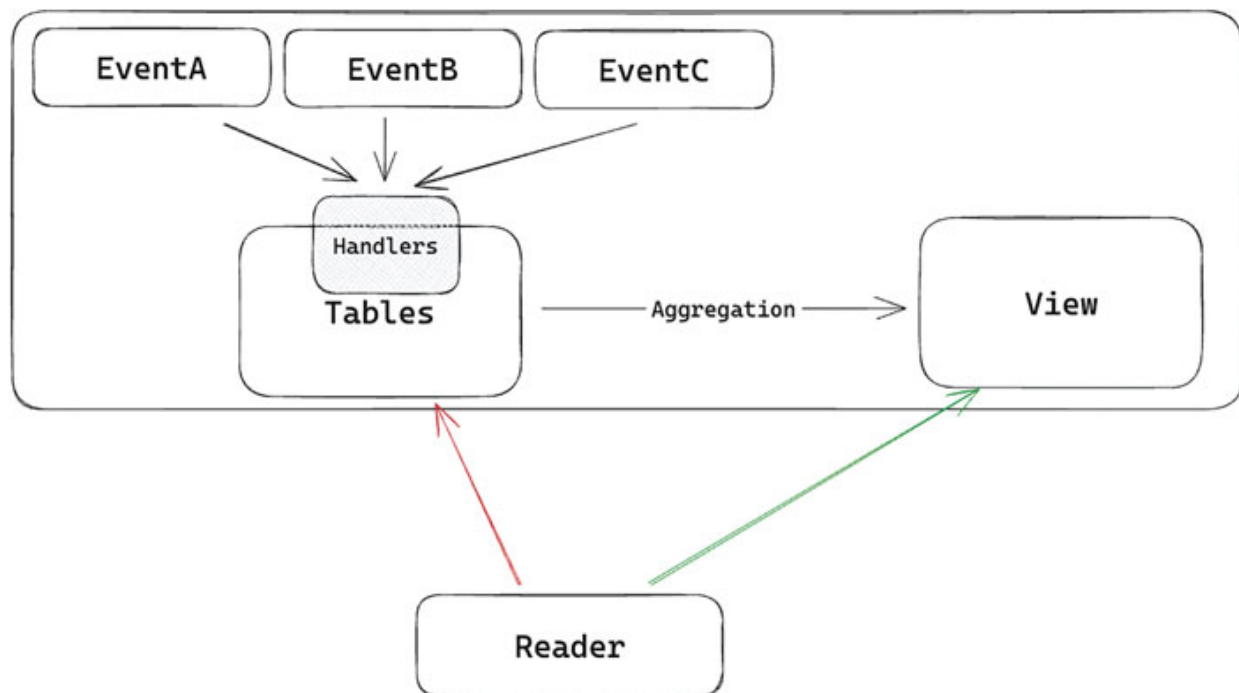 EventA
EventB
EventC
Handlers
Tables
Aggregation
View
Reader